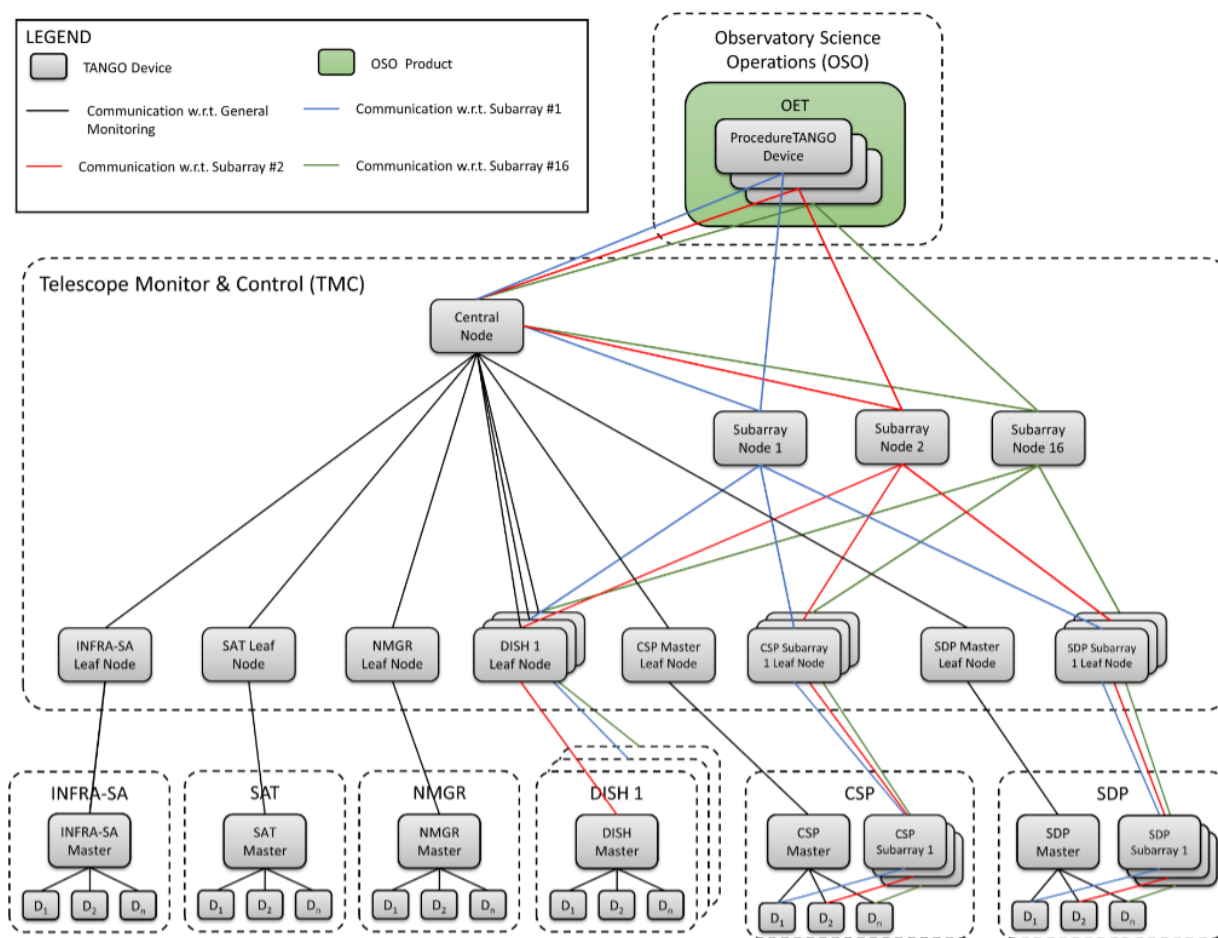 LEGEND
TANGO Device
OSO Product
Communication w.r.t. General
Monitoring
Communication w.r.t. Subarray #1
Communication w.r.t. Subarray #2
Communication w.r.t. Subarray #16
Observatory Science
Operations (OSO)
OET
ProcedureTANGO
Device
Telescope Monitor & Control (TMC)
Central
Node
Subarray
Node 1
Subarray
Node 2
Subarray
Node 16
INFRA-SA
Leaf Node
SAT Leaf
Node
NMGR
Leaf Node
DISH 1
Leaf Node
CSP Master
Leaf Node
CSP Subarray
1 Leaf Node
SDP Master
Leaf Node
SDP Subarray
1 Leaf Node
INFRA-SA
INFRA-SA
Master
D1
D2
Dn
SAT
SAT
Master
D1
D2
Dn
NMGR
NMGR
Master
D1
D2
Dn
DISH 1
DISH
Master
D1
D2
Dn
CSP
CSP
Master
CSP
Subarray 1
D1
D2
Dn
SDP
SDP
Master
SDP
Subarray 1
D1
D2
Dn